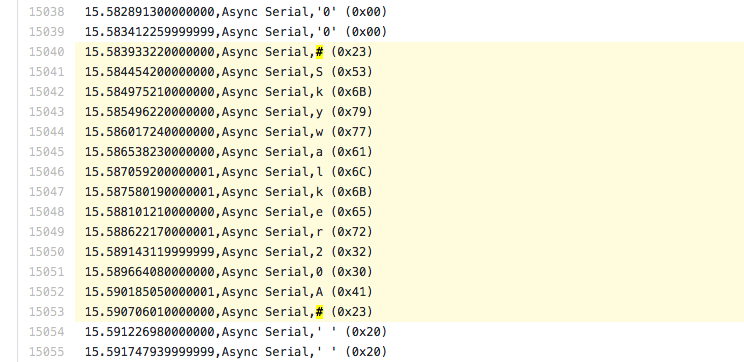 15038 15.582891300000000,Async Serial,'0' (0x00)
15039 15.583412259999999,Async Serial,'0' (0x00)
15040 15.583933220000000,Async Serial,# (0x23)
15041 15.584454200000000,Async Serial,S (0x53)
15042 15.584975210000000,Async Serial,k (0x6B)
15043 15.585496220000000,Async Serial,y (0x79)
15044 15.586017240000000,Async Serial,w (0x77)
15045 15.586538230000000,Async Serial,a (0x61)
15046 15.587059200000001,Async Serial,l (0x6C)
15047 15.587580190000001,Async Serial,k (0x6B)
15048 15.588101210000000,Async Serial,e (0x65)
15049 15.588622170000001,Async Serial,r (0x72)
15050 15.589143119999999,Async Serial,2 (0x32)
15051 15.589664080000000,Async Serial,0 (0x30)
15052 15.590185050000001,Async Serial,A (0x41)
15053 15.590706010000000,Async Serial,# (0x23)
15054 15.591226980000000,Async Serial,' ' (0x20)
15055 15.591747939999999,Async Serial,' ' (0x20)